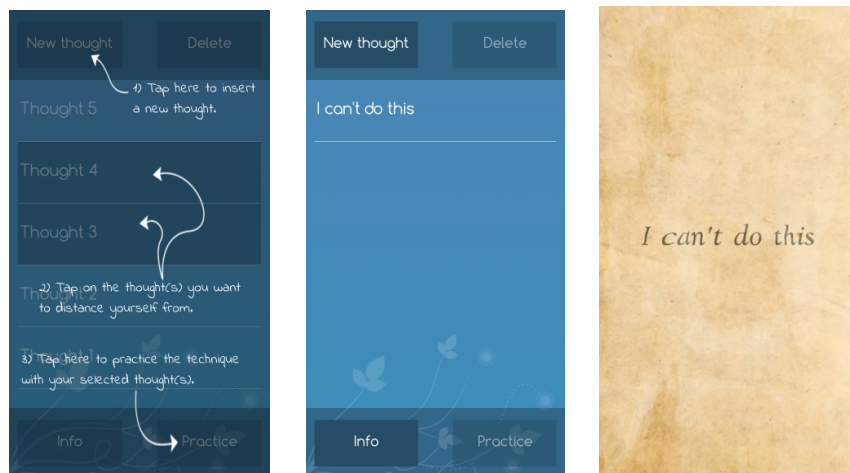 New thought
Delete
1) Tap here to insert
a new thought.
Thought 5
Thought 4
Thought 3
Thought 2
2) Tap on the thought(s) you want
to distance yourself from.
Thought 1
3) Tap here to practice the technique
with your selected thought(s).
Info
Practice
New thought
Delete
I can't do this
Info
Practice
I can't do this